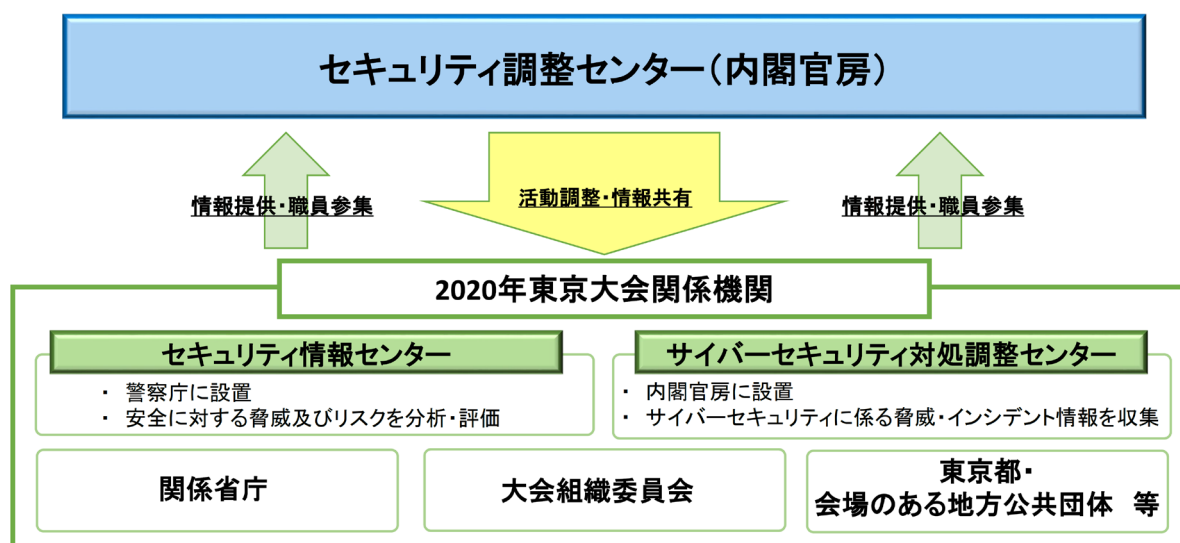 セキュリティ調整センター（内閣官房）
情報提供・職員参集
活動調整・情報共有
情報提供・職員参集
2020年東京大会関係機関
セキュリティ情報センター
・ 警察庁に設置
・ 安全に対する脅威及びリスクを分析・評価
サイバーセキュリティ対処調整センター
・ 内閣官房に設置
・ サイバーセキュリティに係る脅威・インシデント情報を収集
関係省庁
大会組織委員会
東京都・
会場のある地方公共団体　等